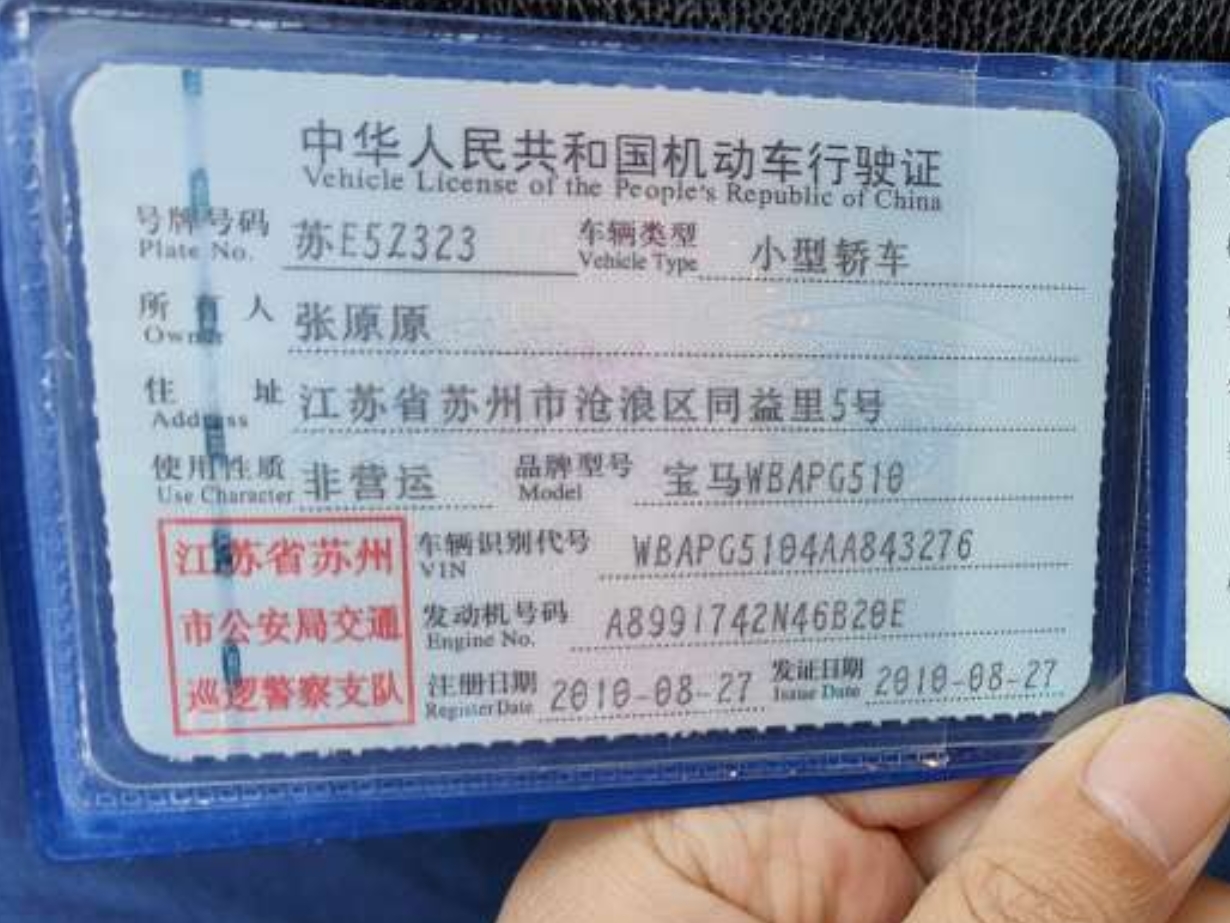 中华人民共和国机动车行驶证
Vehicle License of the People's Republic of China
号牌号码 苏E5Z323 车辆类型 小型轿车
Plate No. Vehicle Type
所有人 张原原
Owner
住址 江苏省苏州市沧浪区同益里5号
Address
使用性质 非营运 品牌型号 宝马WBAPG510
Use Character Model
江苏省苏州 车辆识别代号 WBAPG5104AA843276
VIN
市公安局交通 发动机号码 A8991742N46B20E
Engine No.
巡逻警察支队 注册日期 2010-08-27 发证日期 2010-08-27
Register Date Issue Date